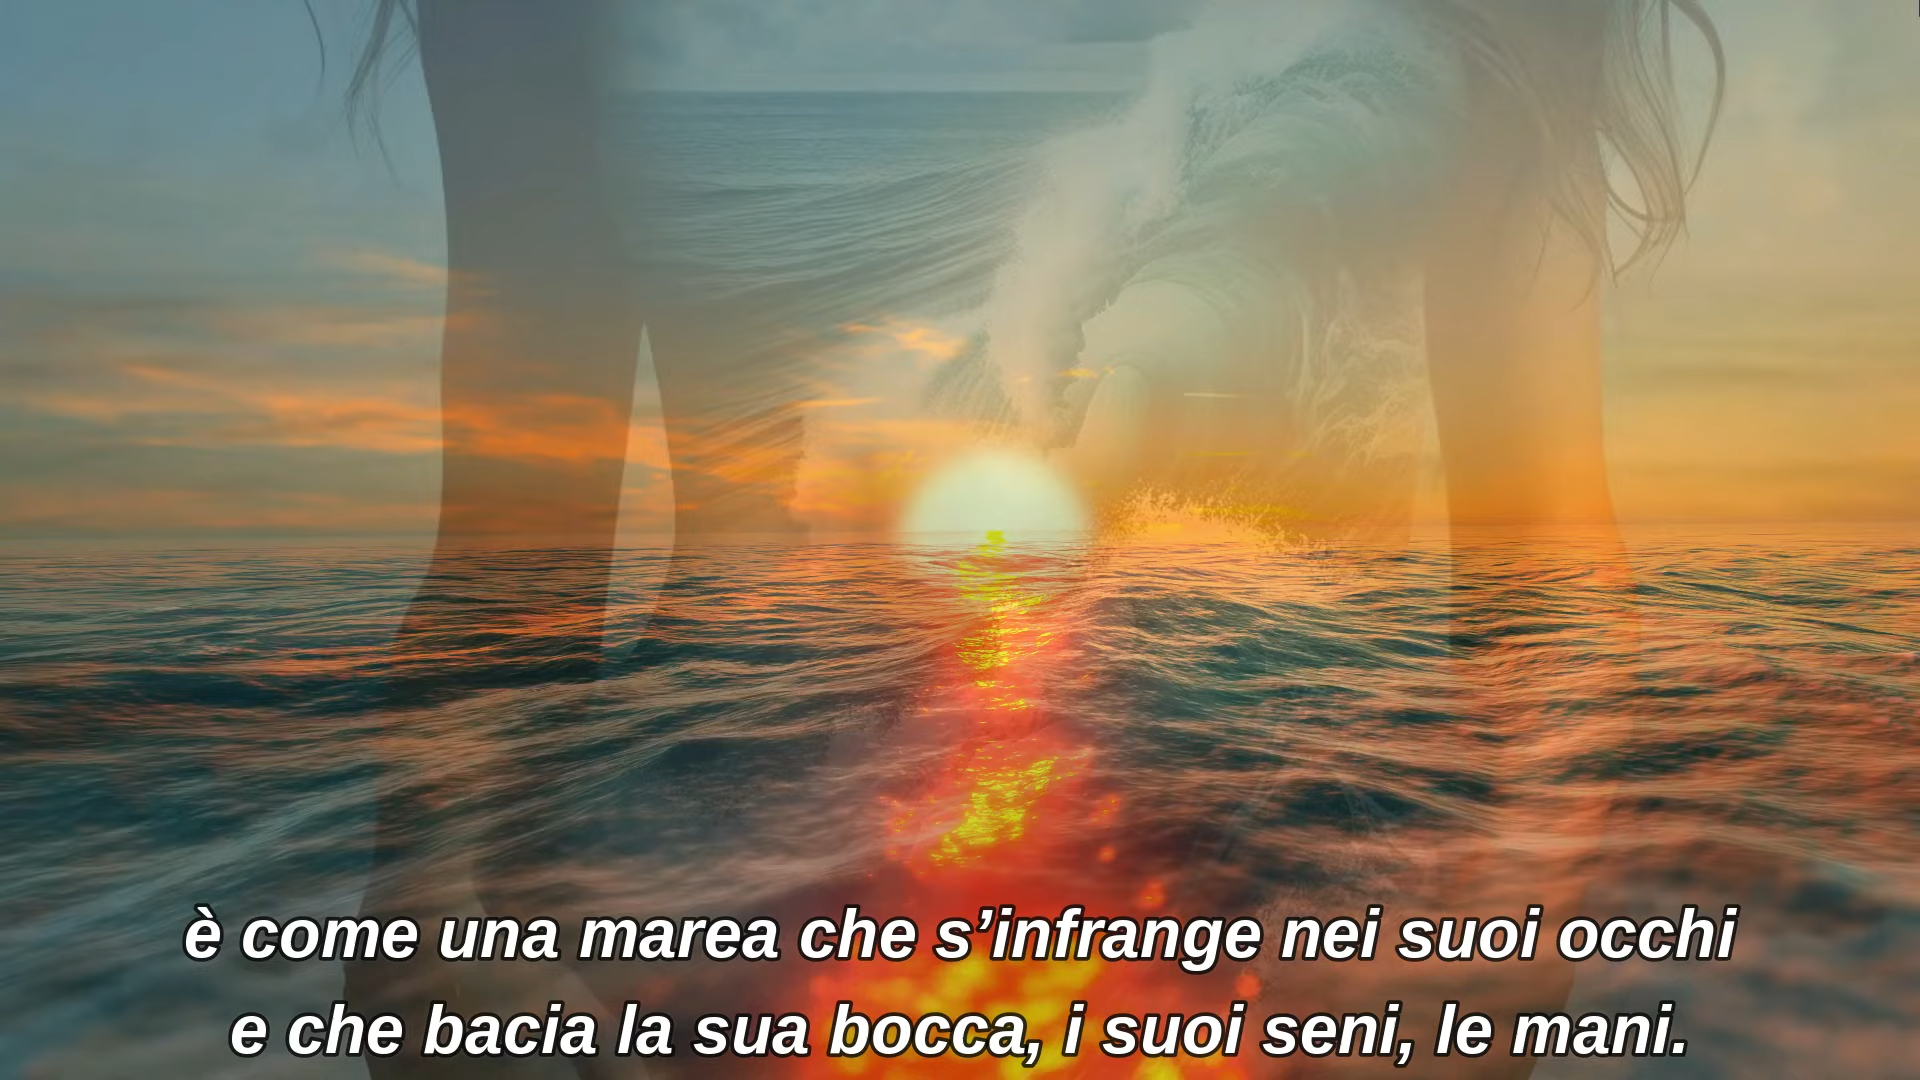 è come una marea che s’infrange nei suoi occhi
e che bacia la sua bocca, i suoi seni, le mani.